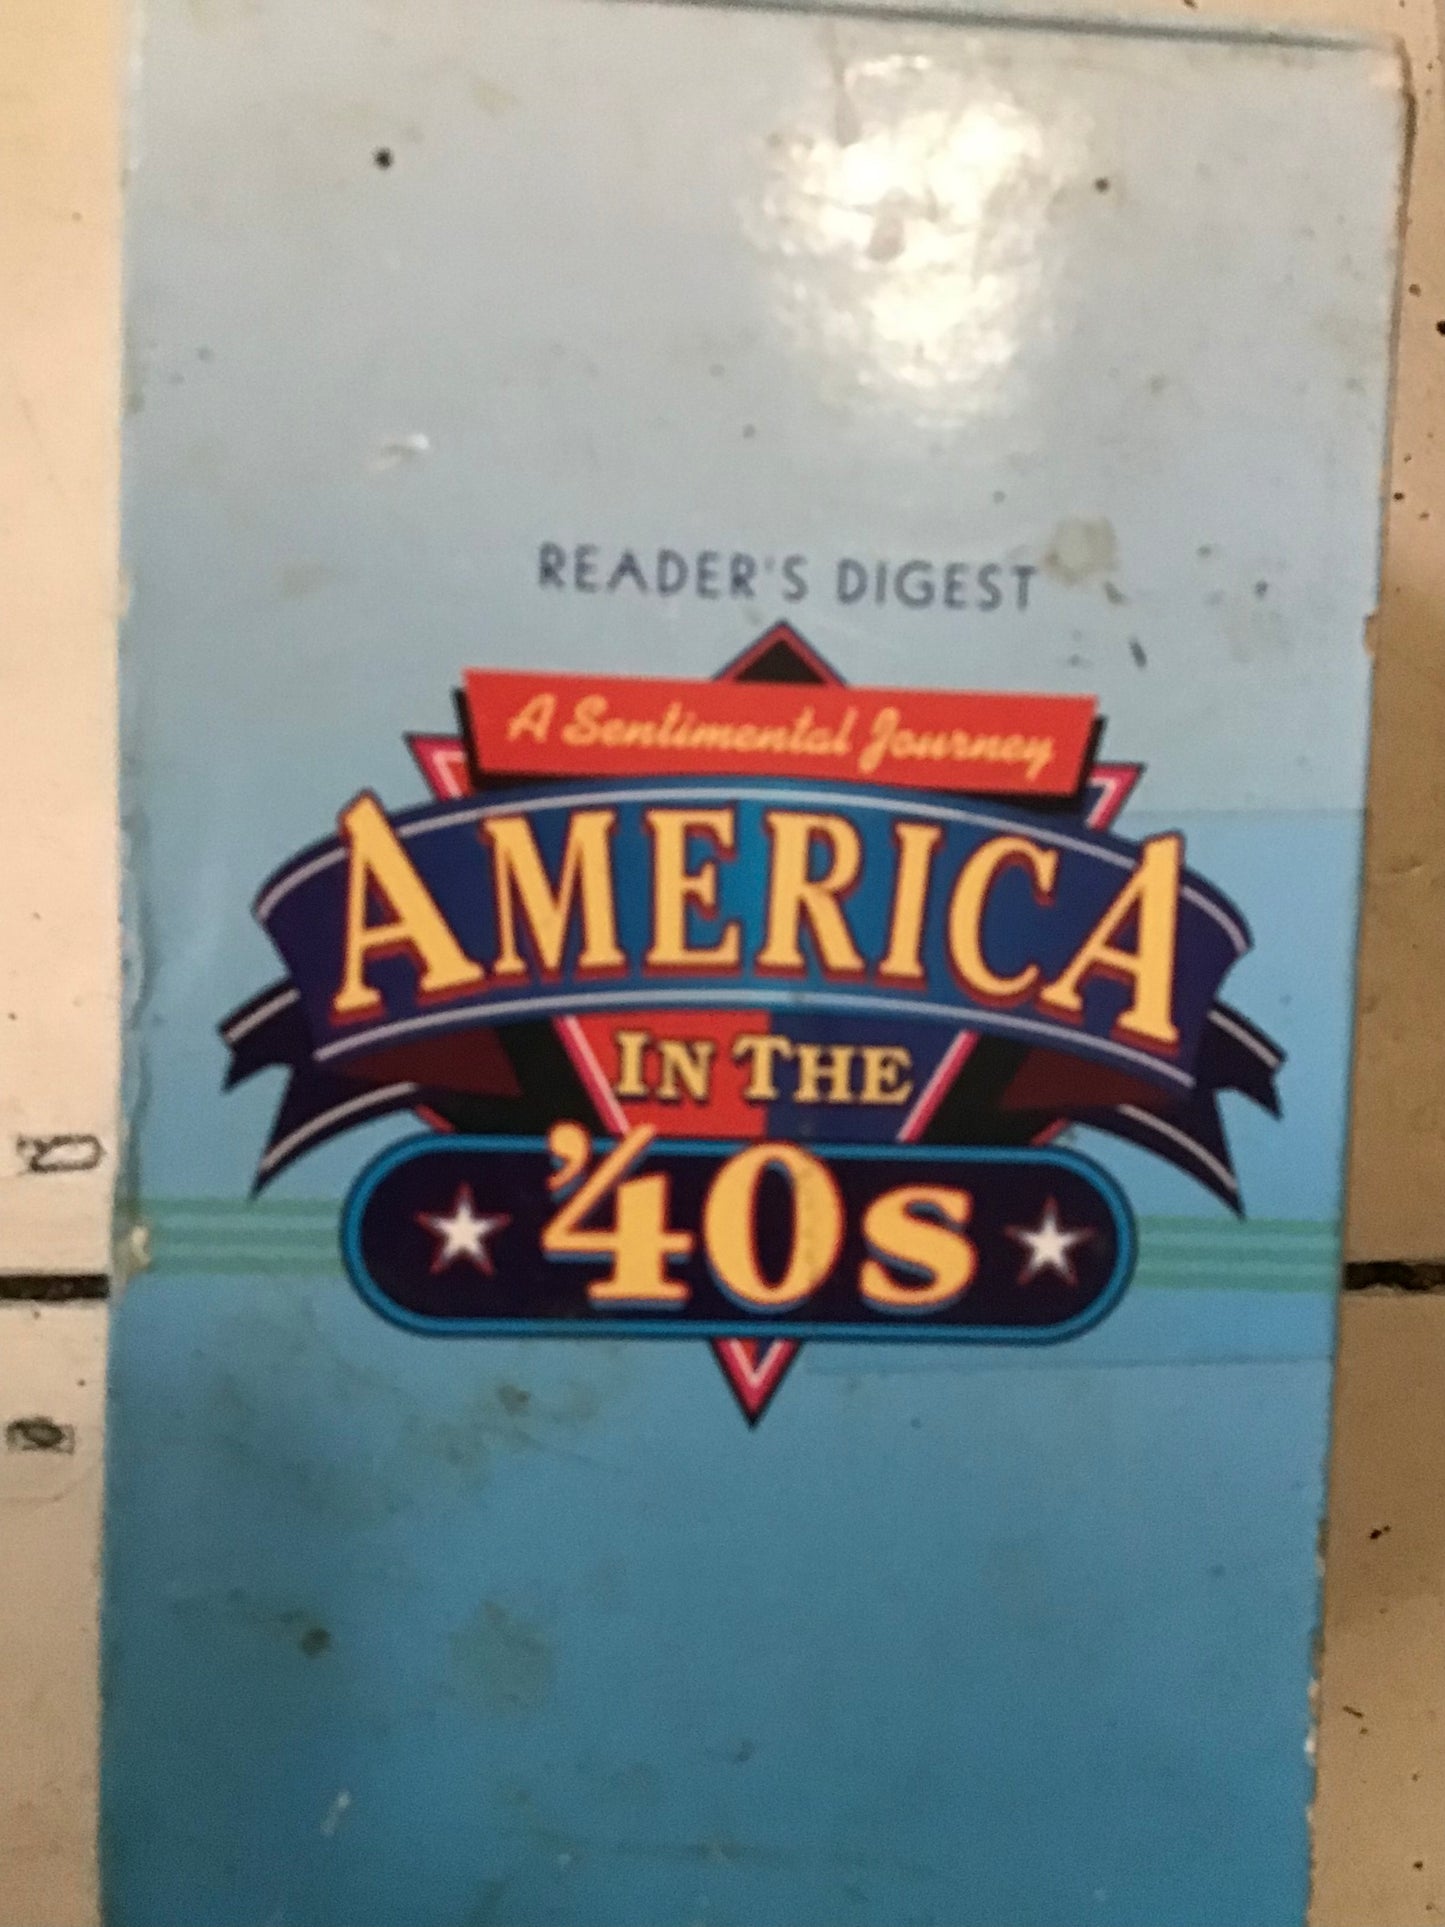 READER'S DIGEST
A Sentimental Journey
AMERICA
IN THE
'40s